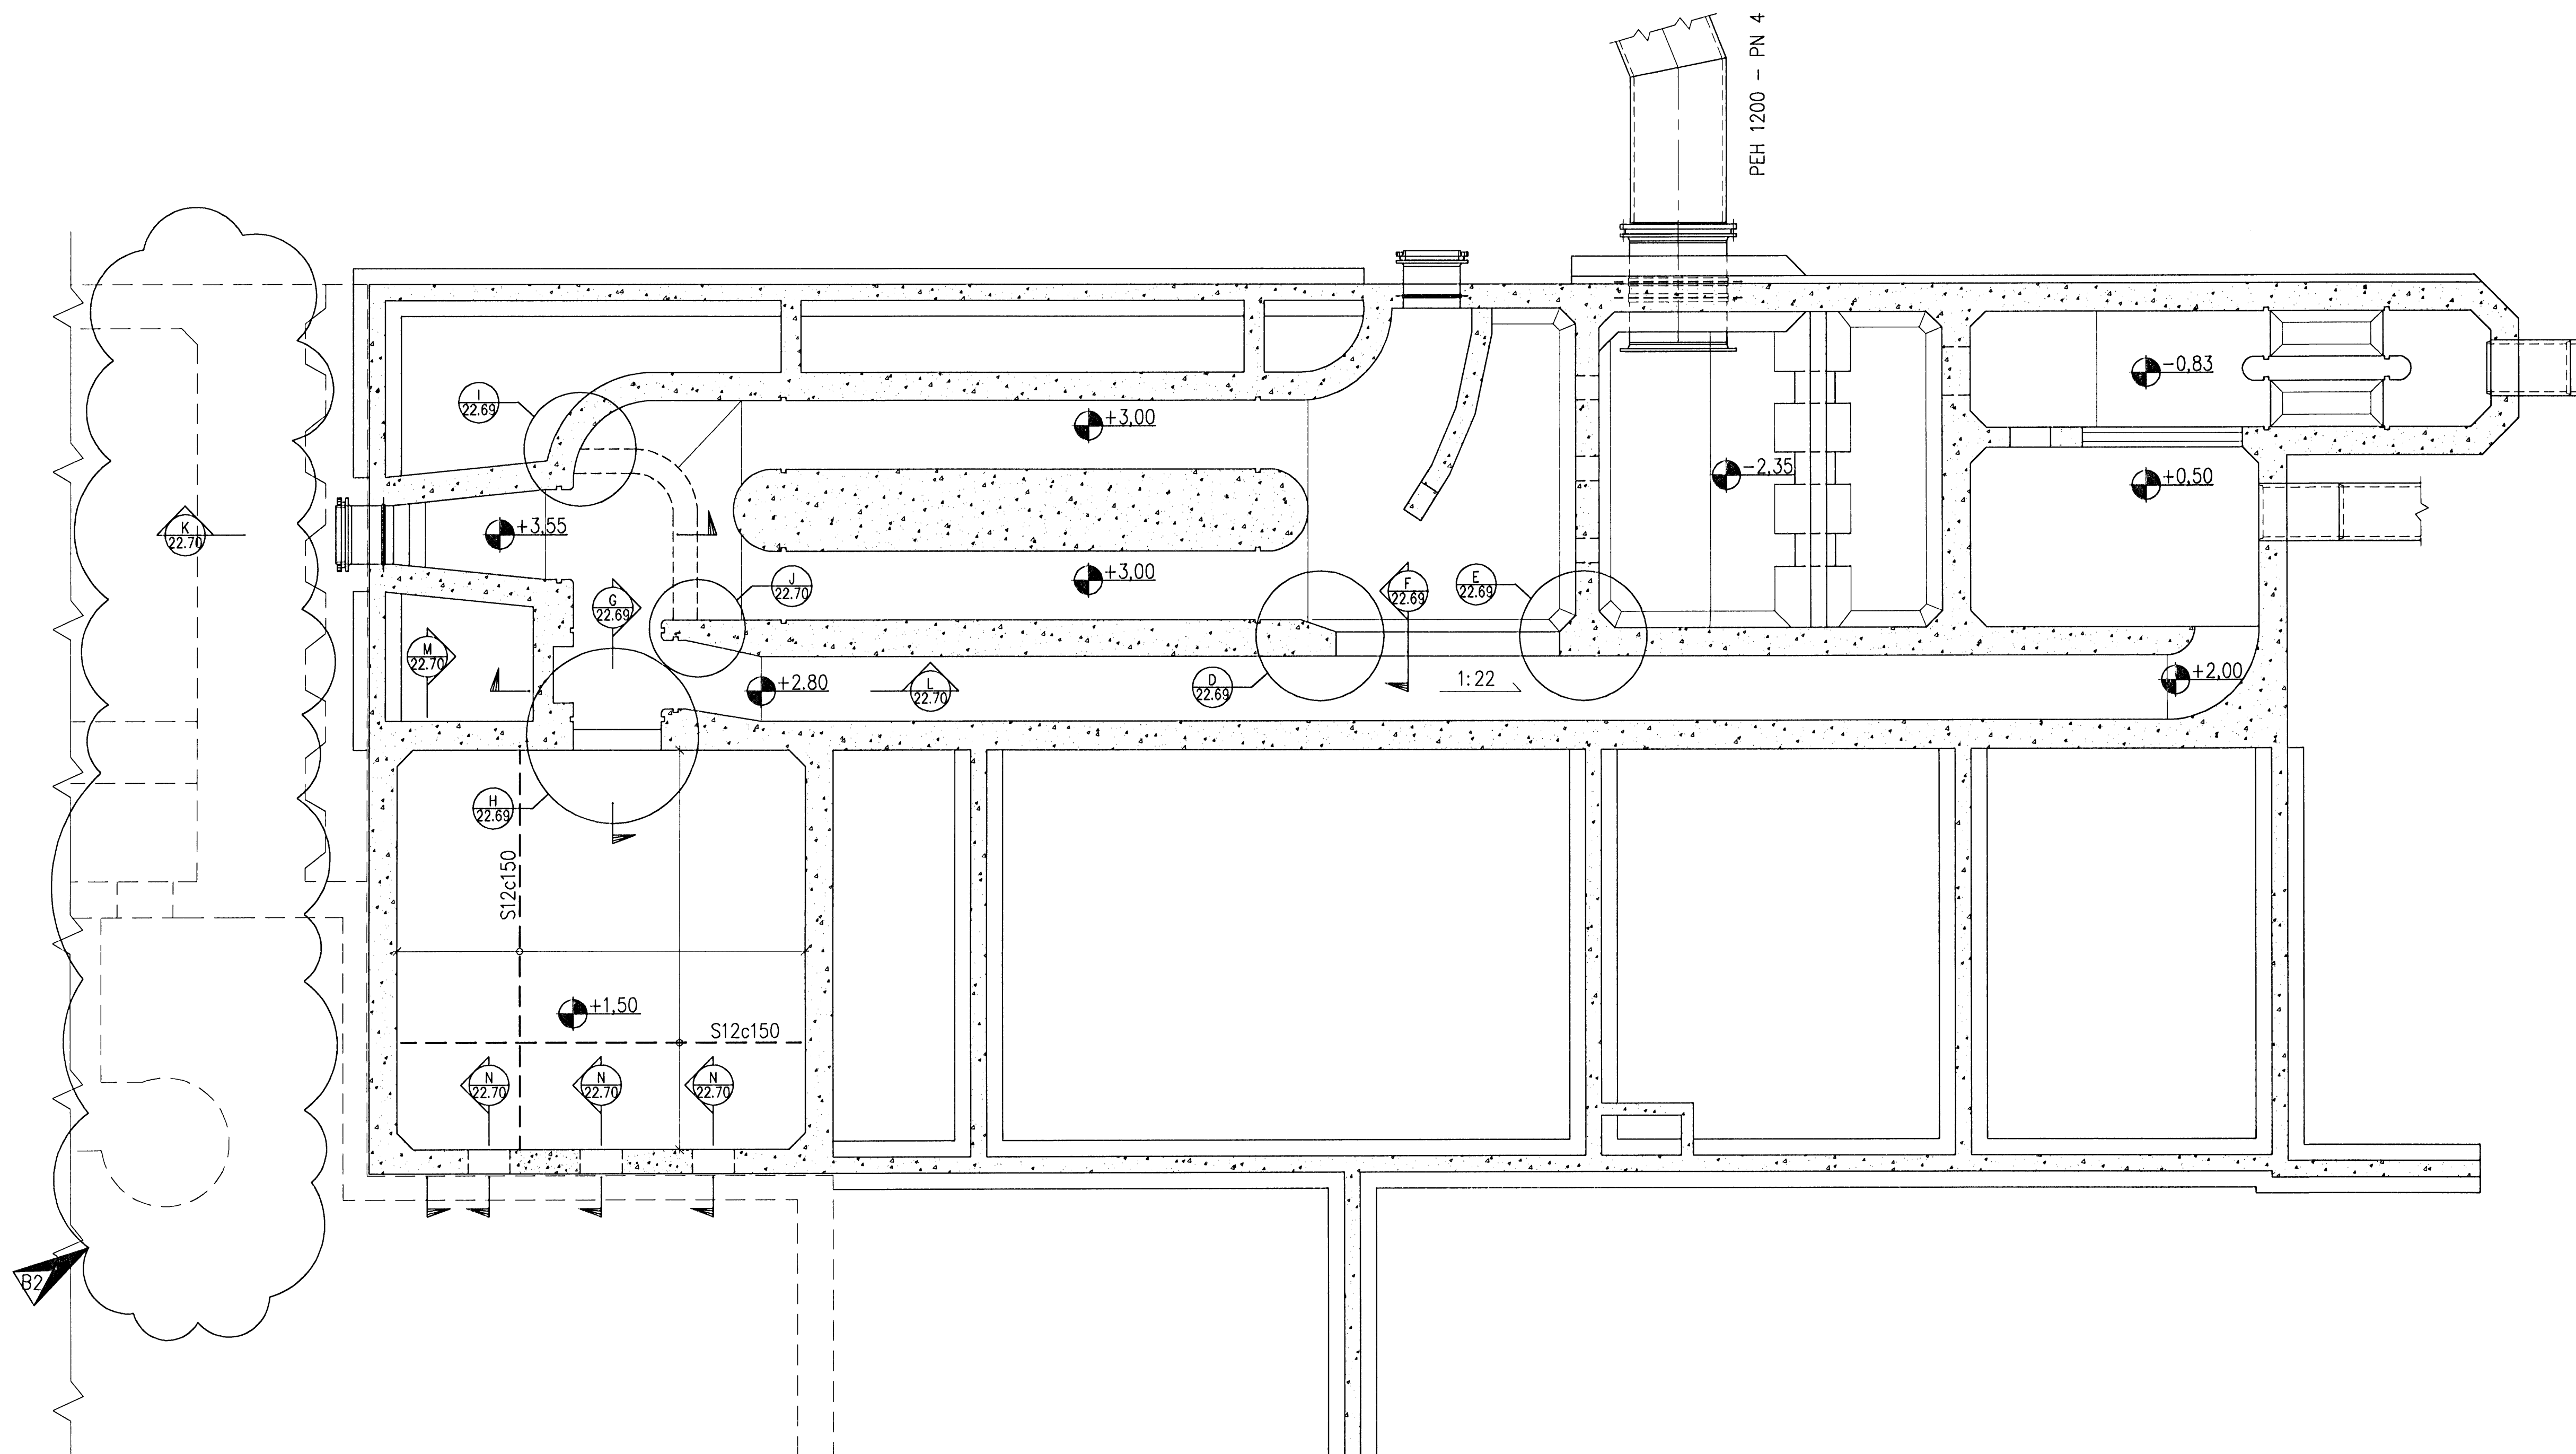 PEH 1200 - PN 4
I
22.69
+3,00
-0,83
-2,35
+0,50
K
22.70
+3,55
G
22.69
J
22.70
+3,00
F
22.69
E
22.69
M
22.70
+2.80
L
22.70
D
22.69
1:22
+2,00
H
22.69
S12c150
+1,50
S12c150
N
22.70
N
22.70
N
22.70
B2